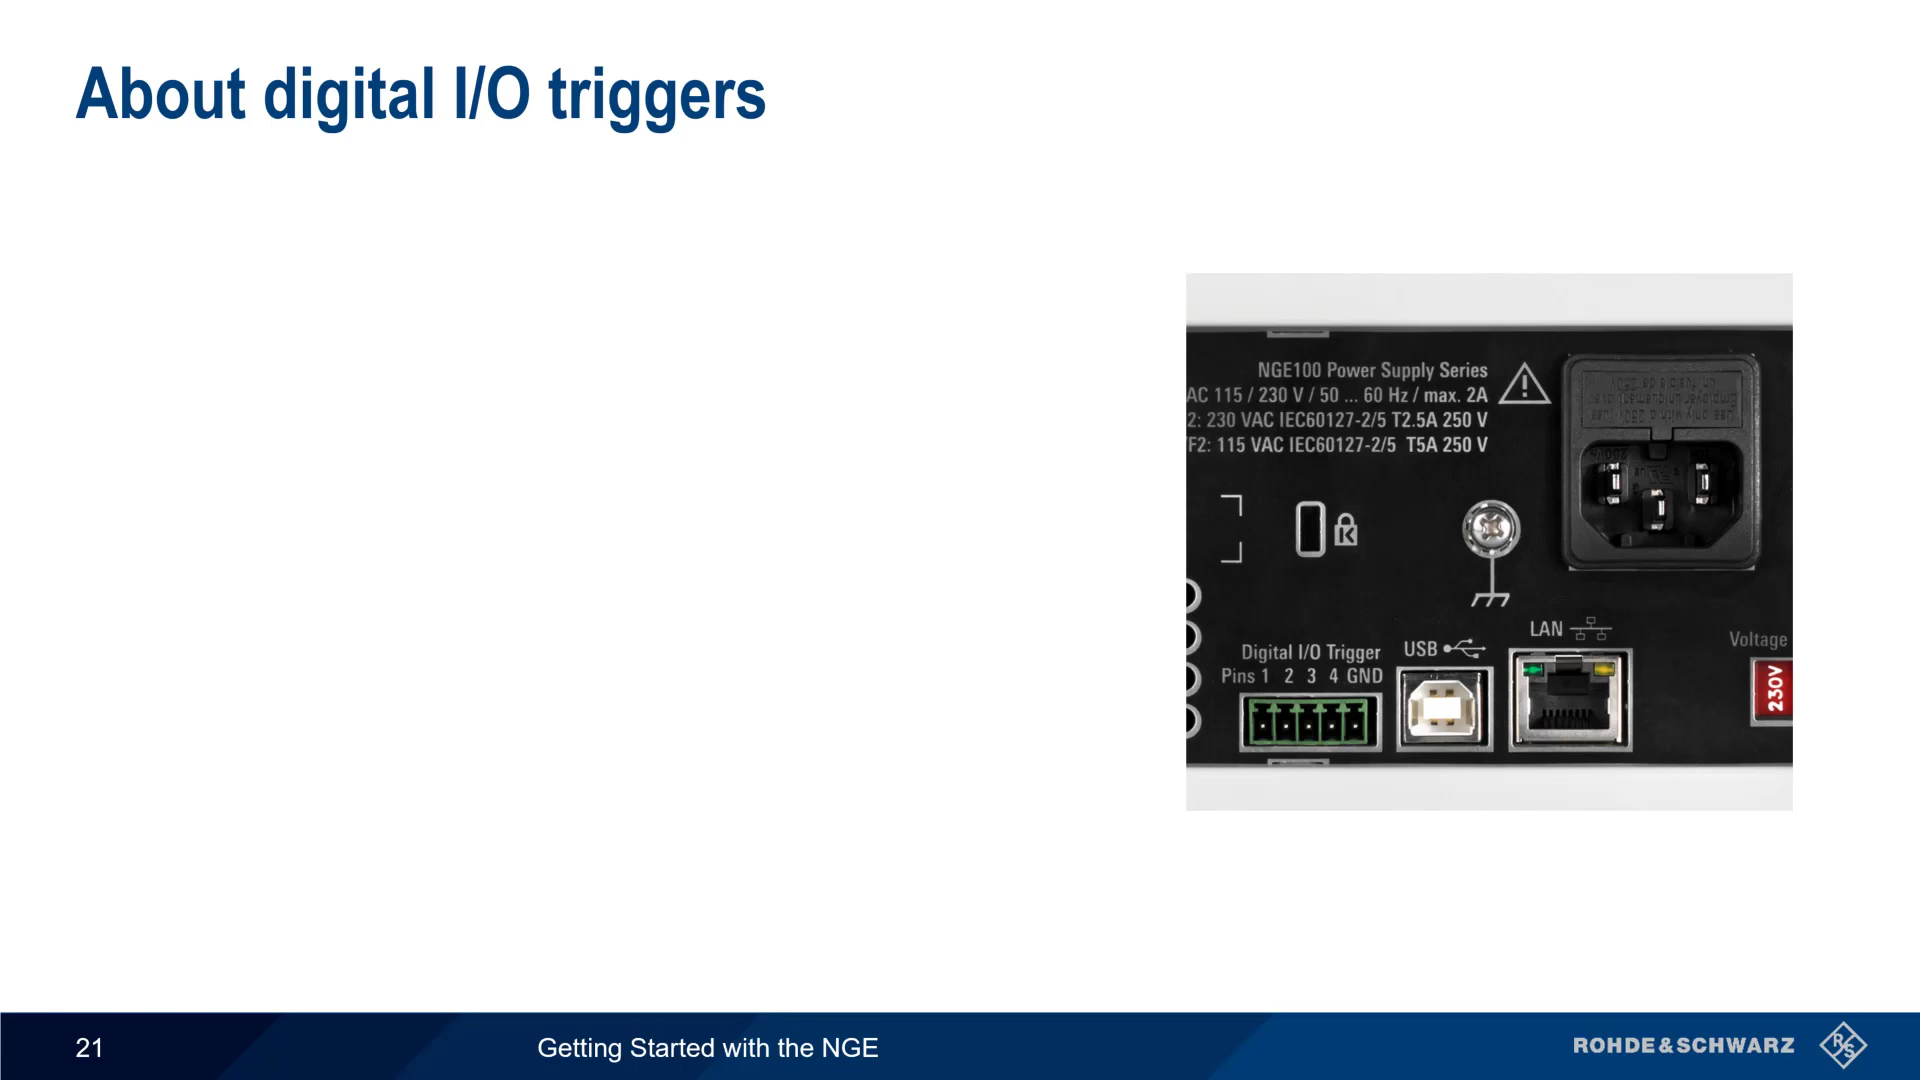 About digital I/O triggers
NGE100 Power Supply Series
AC 115 / 230 V / 50 ... 60 Hz / max. 2A
2: 230 VAC IEC60127-2/5 T2.5A 250 V
F2: 115 VAC IEC60127-2/5 T5A 250 V
K
LAN
Voltage
Digital I/O Trigger
USB
Pins 1 2 3 4 GND
230V
21
Getting Started with the NGE
ROHDE&SCHWARZ
R
S